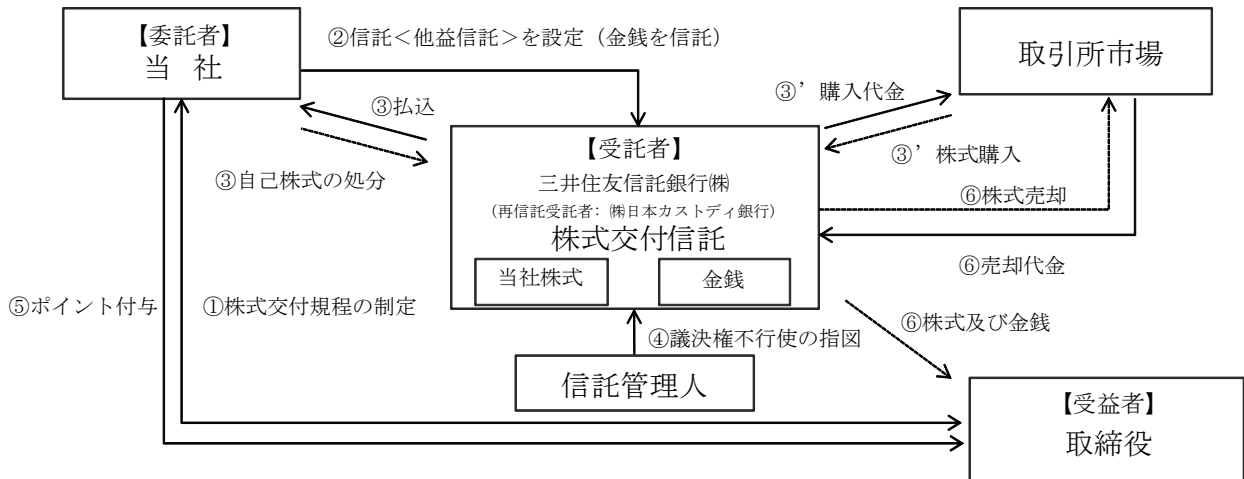 【委託者】
当 社
②信託<他益信託>を設定（金銭を信託）
取引所市場
③’購入代金
③払込
【受託者】
③’株式購入
③自己株式の処分
三井住友信託銀行㈱
(再信託受託者：㈱日本カストディ銀行)
⑥株式売却
株式交付信託
当社株式
金銭
⑥売却代金
⑤ポイント付与
①株式交付規程の制定
⑥株式及び金銭
④議決権不行使の指図
信託管理人
【受益者】
取締役